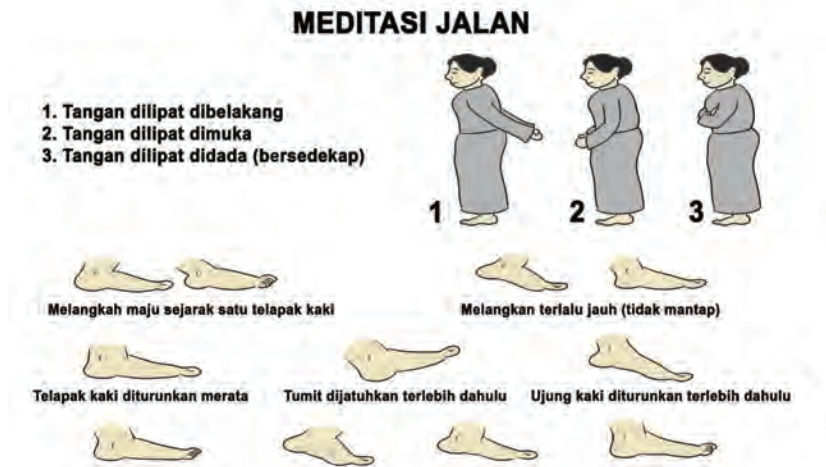 MEDITASI JALAN
1. Tangan dilipat dibelakang
2. Tangan dilipat dimuka
3. Tangan dilipat didada (bersedekap)
1 2 3
Melangkah maju sejarak satu telapak kaki
Melangkan terlalu jauh (tidak mantap)
Telapak kaki diturunkan merata
Tumit dijatuhkan terlebih dahulu
Ujung kaki diturunkan terlebih dahulu